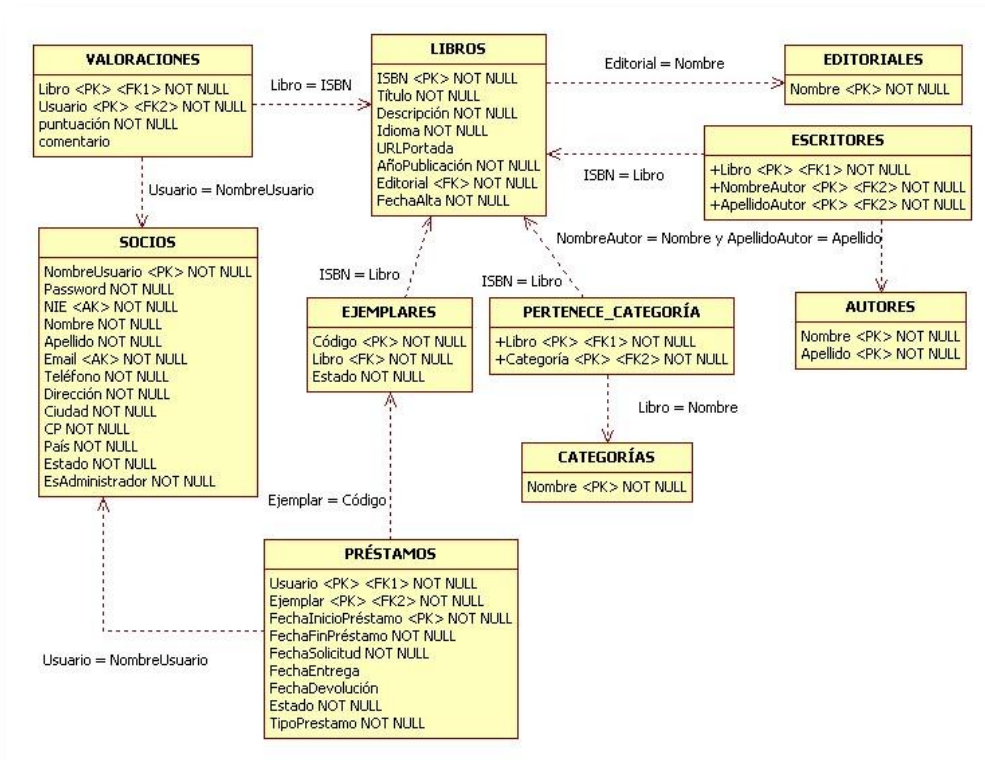 VALORACIONES
Libro <PK> <FK1> NOT NULL
Usuario <PK> <FK2> NOT NULL
puntuación NOT NULL
comentario
Libro = ISBN
LIBROS
ISBN <PK> NOT NULL
Título NOT NULL
Descripción NOT NULL
Idioma NOT NULL
URLPortada
AñoPublicación NOT NULL
Editorial <FK> NOT NULL
FechaAlta NOT NULL
Editorial = Nombre
EDITORIALES
Nombre <PK> NOT NULL
ESCRITORES
+Libro <PK> <FK1> NOT NULL
+NombreAutor <PK> <FK2> NOT NULL
+ApellidoAutor <PK> <FK2> NOT NULL
ISBN = Libro
Usuario = NombreUsuario
NombreAutor = Nombre y ApellidoAutor = Apellido
SOCIOS
NombreUsuario <PK> NOT NULL
Password NOT NULL
NIE <AK> NOT NULL
Nombre NOT NULL
Apellido NOT NULL
Email <AK> NOT NULL
Teléfono NOT NULL
Dirección NOT NULL
Ciudad NOT NULL
CP NOT NULL
País NOT NULL
Estado NOT NULL
EsAdministrador NOT NULL
ISBN = Libro
ISBN = Libro
EJEMPLARES
Código <PK> NOT NULL
Libro <FK> NOT NULL
Estado NOT NULL
PERTENECE_CATEGORÍA
+Libro <PK> <FK1> NOT NULL
+Categoría <PK> <FK2> NOT NULL
AUTORES
Nombre <PK> NOT NULL
Apellido <PK> NOT NULL
Libro = Nombre
CATEGORÍAS
Nombre <PK> NOT NULL
Ejemplar = Código
PRÉSTAMOS
Usuario <PK> <FK1> NOT NULL
Ejemplar <PK> <FK2> NOT NULL
FechaInicioPréstamo <PK> NOT NULL
FechaFinPréstamo NOT NULL
FechaSolicitud NOT NULL
FechaEntrega
FechaDevolución
Estado NOT NULL
TipoPrestamo NOT NULL
Usuario = NombreUsuario